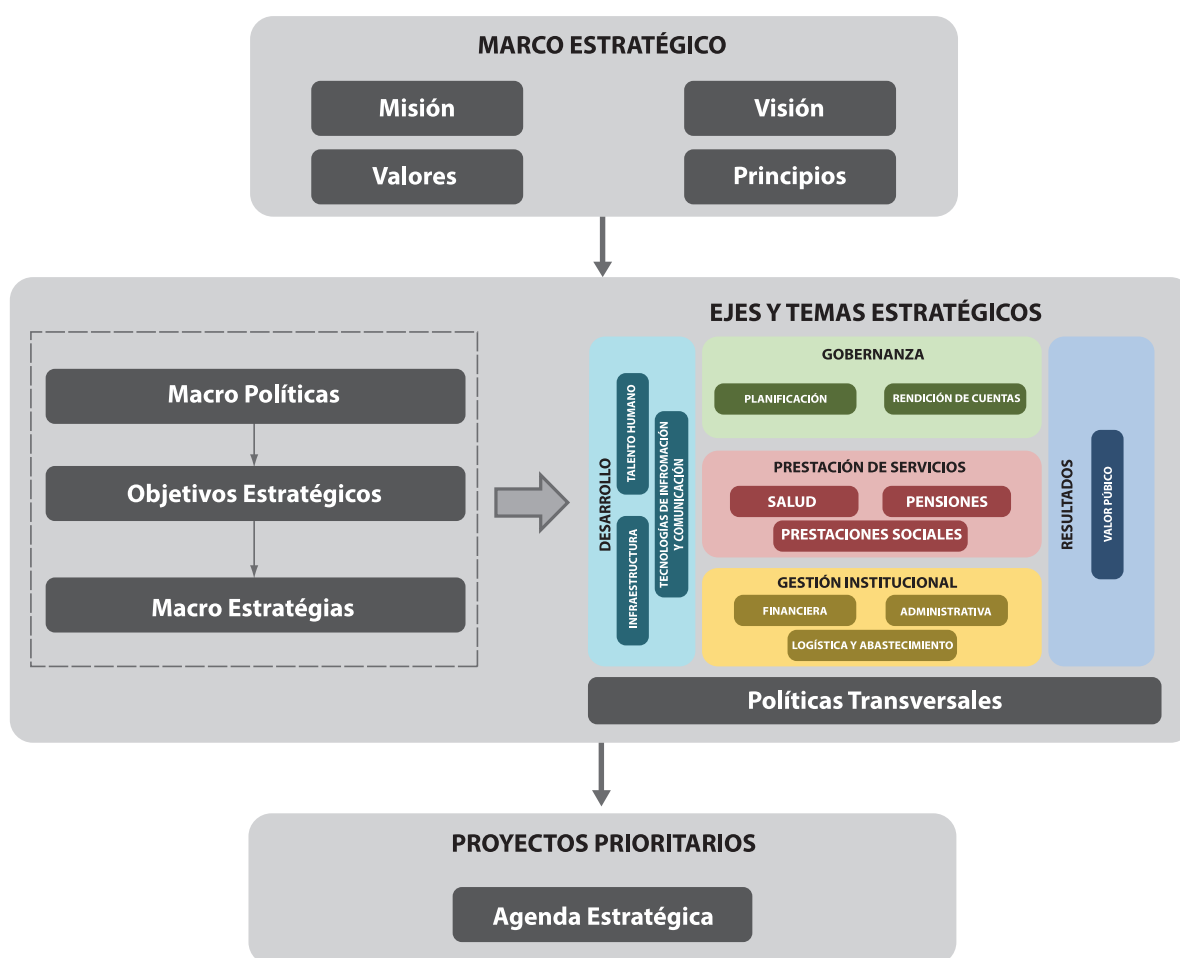 MARCO ESTRATÉGICO
Misión
Visión
Valores
Principios
EJES Y TEMAS ESTRATÉGICOS
Macro Políticas
Objetivos Estratégicos
Macro Estratégias
DESARROLLO
TALENTO HUMANO
INFRAESTRUCTURA
TECNOLOGÍAS DE INFROMACIÓN
Y COMUNICACIÓN
GOBERNANZA
PLANIFICACIÓN
RENDICIÓN DE CUENTAS
PRESTACIÓN DE SERVICIOS
SALUD
PENSIONES
PRESTACIONES SOCIALES
GESTIÓN INSTITUCIONAL
FINANCIERA
ADMINISTRATIVA
LOGÍSTICA Y ABASTECIMIENTO
RESULTADOS
VALOR PÚBICO
Políticas Transversales
PROYECTOS PRIORITARIOS
Agenda Estratégica